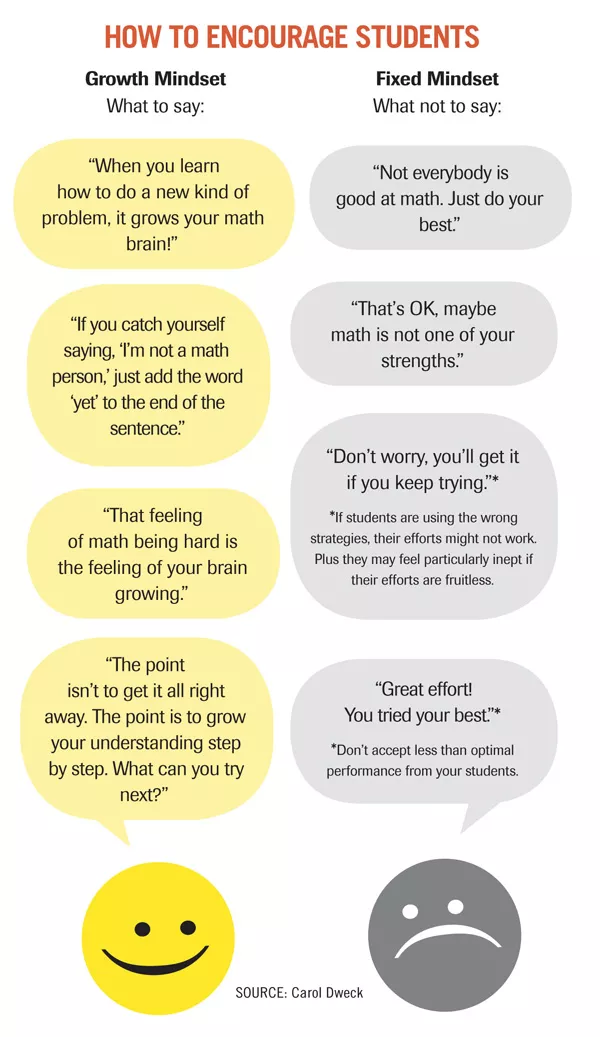 HOW TO ENCOURAGE STUDENTS
Growth Mindset
What to say:
“When you learn
how to do a new kind of
problem, it grows your math
brain!”
“If you catch yourself
saying, ‘I’m not a math
person,’ just add the word
‘yet’ to the end of the
sentence.”
“That feeling
of math being hard is
the feeling of your brain
growing.”
“The point
isn’t to get it all right
away. The point is to grow
your understanding step
by step. What can you try
next?”
Fixed Mindset
What not to say:
“Not everybody is
good at math. Just do your
best.”
“That’s OK, maybe
math is not one of your
strengths.”
“Don’t worry, you’ll get it
if you keep trying.”*
*If students are using the wrong
strategies, their efforts might not work.
Plus they may feel particularly inept if
their efforts are fruitless.
“Great effort!
You tried your best.”*
*Don’t accept less than optimal
performance from your students.
SOURCE: Carol Dweck